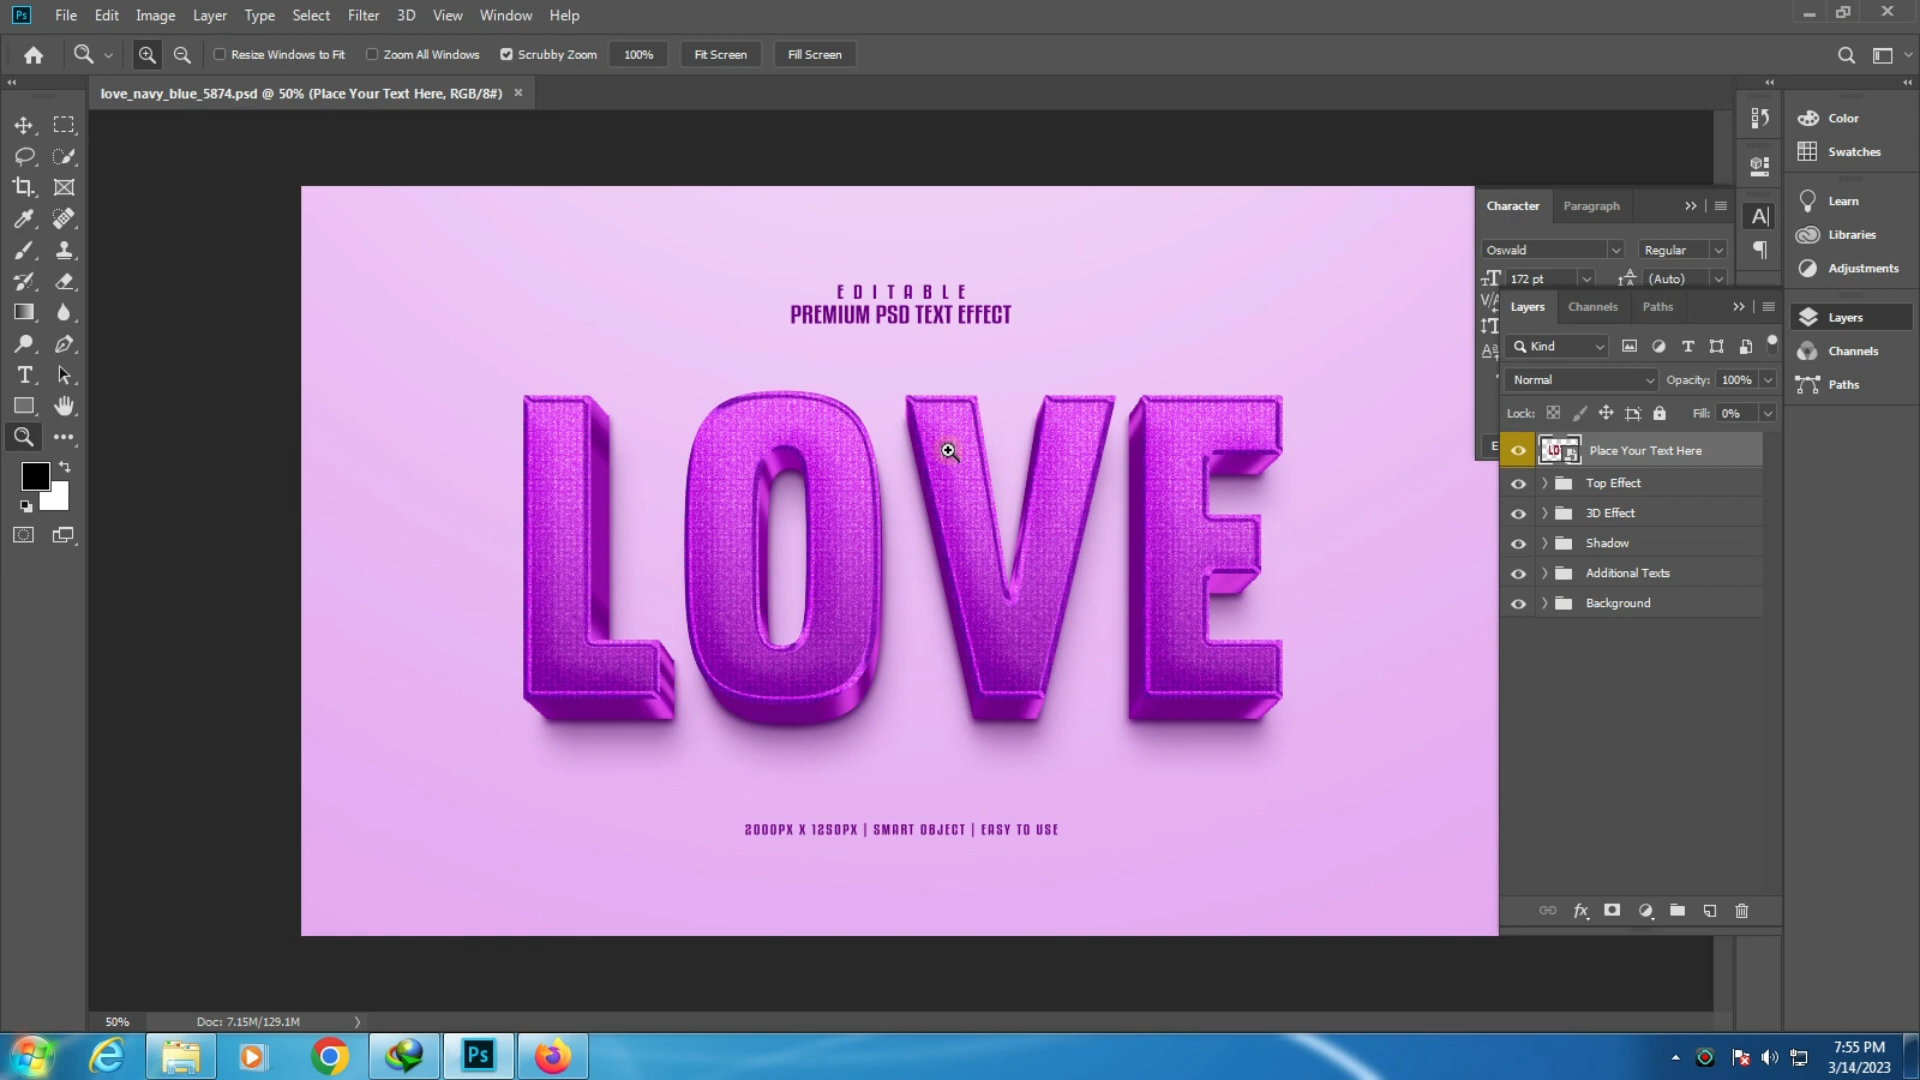 Ps File Edit Image Layer Type Select Filter 3D View Window Help
Resize Windows to Fit Zoom All Windows Scrubby Zoom 100% Fit Screen Fill Screen
love_navy_blue_5874.psd @ 50% (Place Your Text Here, RGB/8#) ×
Color
Swatches
Learn
Libraries
Adjustments
Layers
Channels
Paths
Character Paragraph
Oswald Regular
172 pt (Auto)
Layers Channels Paths
Kind
Normal Opacity: 100%
Lock: Fill: 0%
Place Your Text Here
Top Effect
3D Effect
Shadow
Additional Texts
Background
EDITABLE
PREMIUM PSD TEXT EFFECT
LOVE
2000PX X 1250PX | SMART OBJECT | EASY TO USE
50% Doc: 7.15M/129.1M
Ps
7:55 PM
3/14/2023